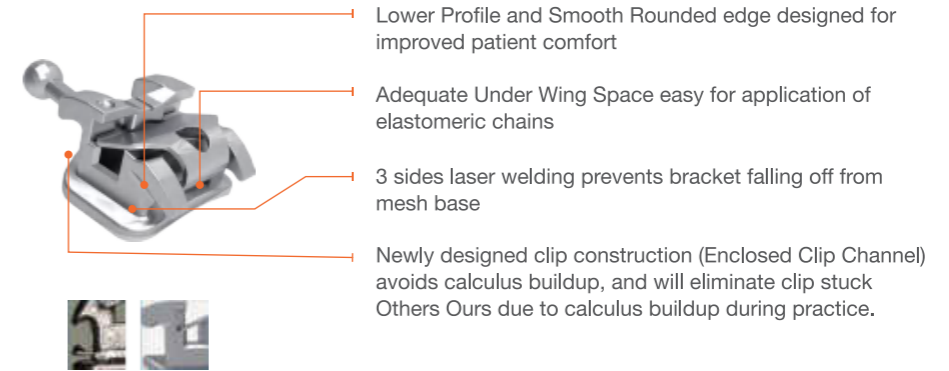 Lower Profile and Smooth Rounded edge designed for
improved patient comfort
Adequate Under Wing Space easy for application of
elastomeric chains
3 sides laser welding prevents bracket falling off from
mesh base
Newly designed clip construction (Enclosed Clip Channel)
avoids calculus buildup, and will eliminate clip stuck
Others Ours due to calculus buildup during practice.